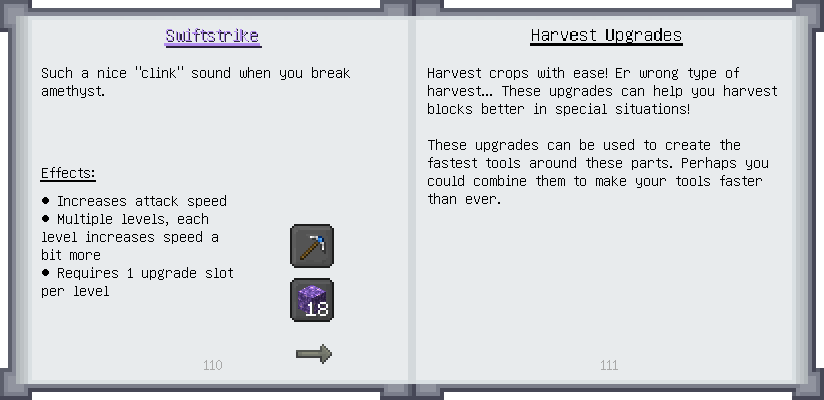 Swiftstrike
Such a nice "clink" sound when you break
amethyst.
Effects:
• Increases attack speed
• Multiple levels, each
level increases speed a
bit more
• Requires 1 upgrade slot
per level
18
110
Harvest Upgrades
Harvest crops with ease! Er wrong type of
harvest... These upgrades can help you harvest
blocks better in special situations!
These upgrades can be used to create the
fastest tools around these parts. Perhaps you
could combine them to make your tools faster
than ever.
111